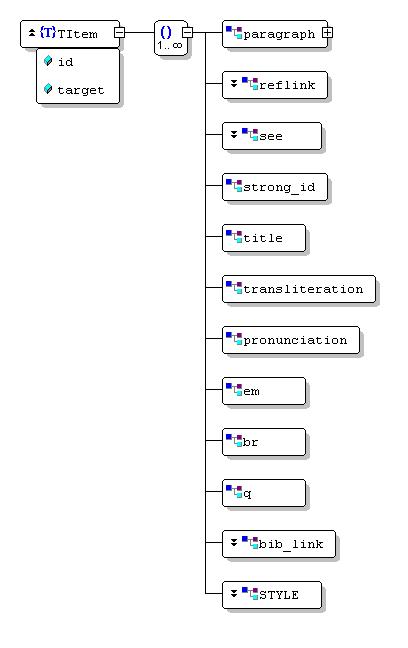 {T}TItem
id
target
()
1..∞
paragraph
reflink
see
strong_id
title
transliteration
pronunciation
em
br
q
bib_link
STYLE